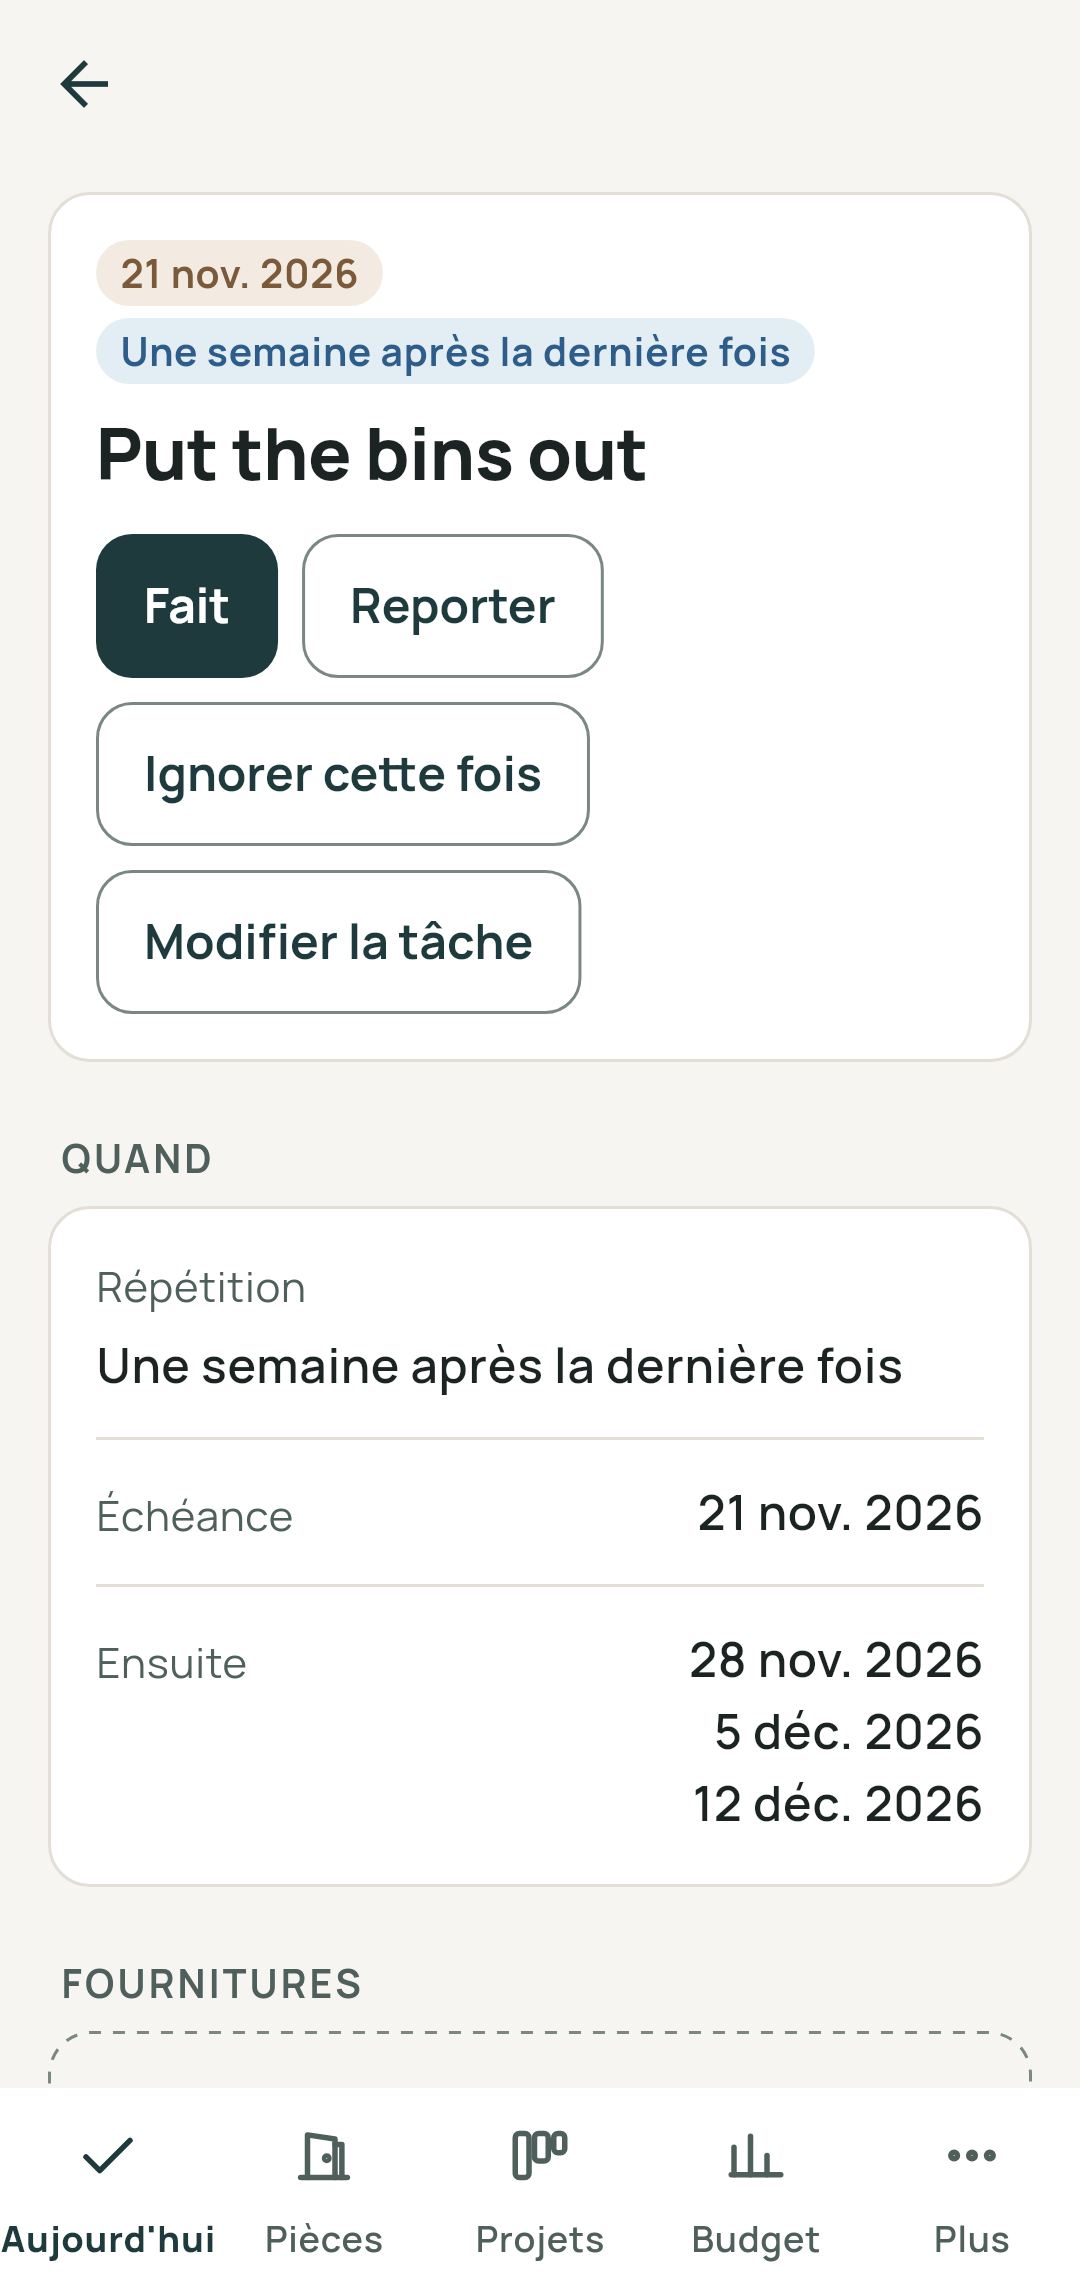 21 nov. 2026
Une semaine après la dernière fois
Put the bins out
Fait
Reporter
Ignorer cette fois
Modifier la tâche
QUAND
Répétition
Une semaine après la dernière fois
Échéance
21 nov. 2026
Ensuite
28 nov. 2026
5 déc. 2026
12 déc. 2026
FOURNITURES
Aujourd'hui
Pièces
Projets
Budget
Plus